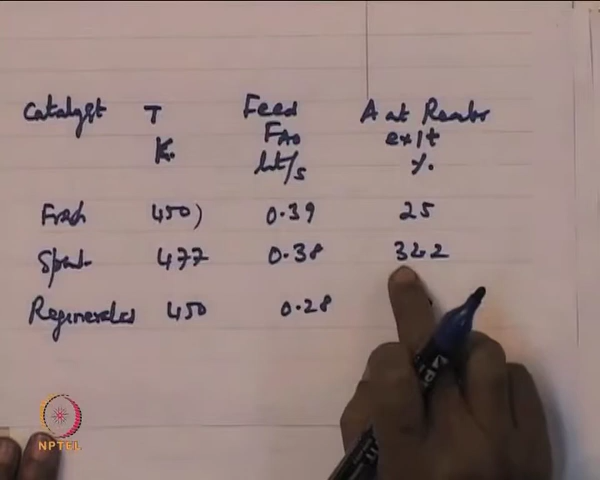 Catalyst T Feed A at Reactor
K. FA0 exit
lit/s %.
Fresh 450) 0.39 25
Spent 477 0.38 34.2
Regenerated 450 0.28
NPTEL